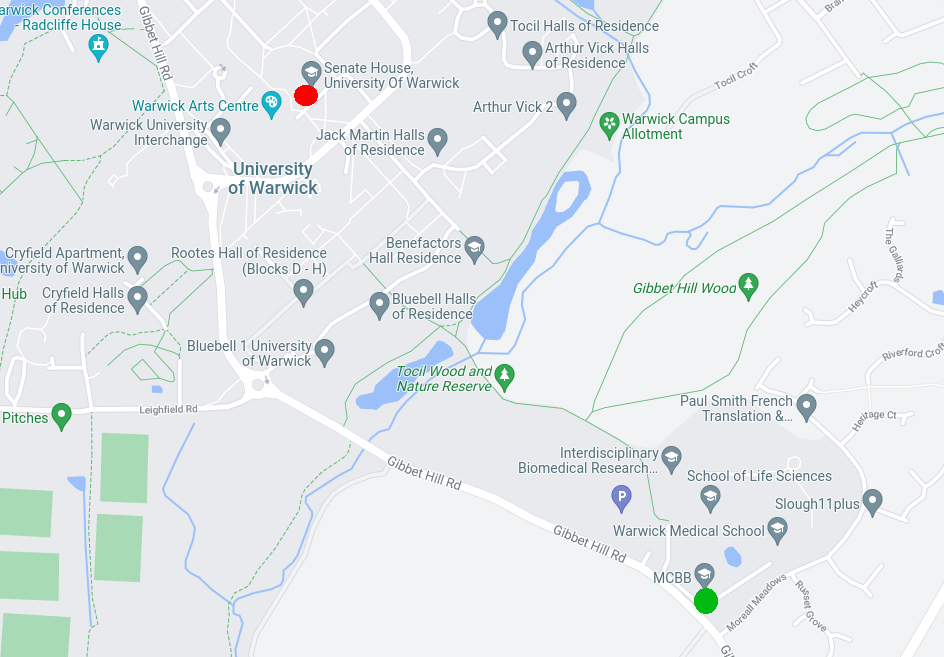 arwick Conferences
- Radcliffe House
Gibbet Hill Rd
Tocil Halls of Residence
Arthur Vick Halls
of Residence
Senate House,
University Of Warwick
Tocil Croft
Warwick Arts Centre
Arthur Vick 2
Warwick Campus
Allotment
Warwick University
Interchange
Jack Martin Halls
of Residence
University
of Warwick
Cryfield Apartment,
niversity of Warwick
Rootes Hall of Residence
(Blocks D - H)
Benefactors
Hall Residence
The Galliards
Hub
Cryfield Halls
of Residence
Bluebell Halls
of Residence
Gibbet Hill Wood
Heycroft
Bluebell 1 University
of Warwick
Riverford Croft
Tocil Wood and
Nature Reserve
Pitches
Leighfield Rd
Paul Smith French
Translation &...
Heritage Ct
Gibbet Hill Rd
Interdisciplinary
Biomedical Research...
School of Life Sciences
P
Slough11plus
Gibbet Hill Rd
Warwick Medical School
MCBB
Moreall Meadows
Russet Grove